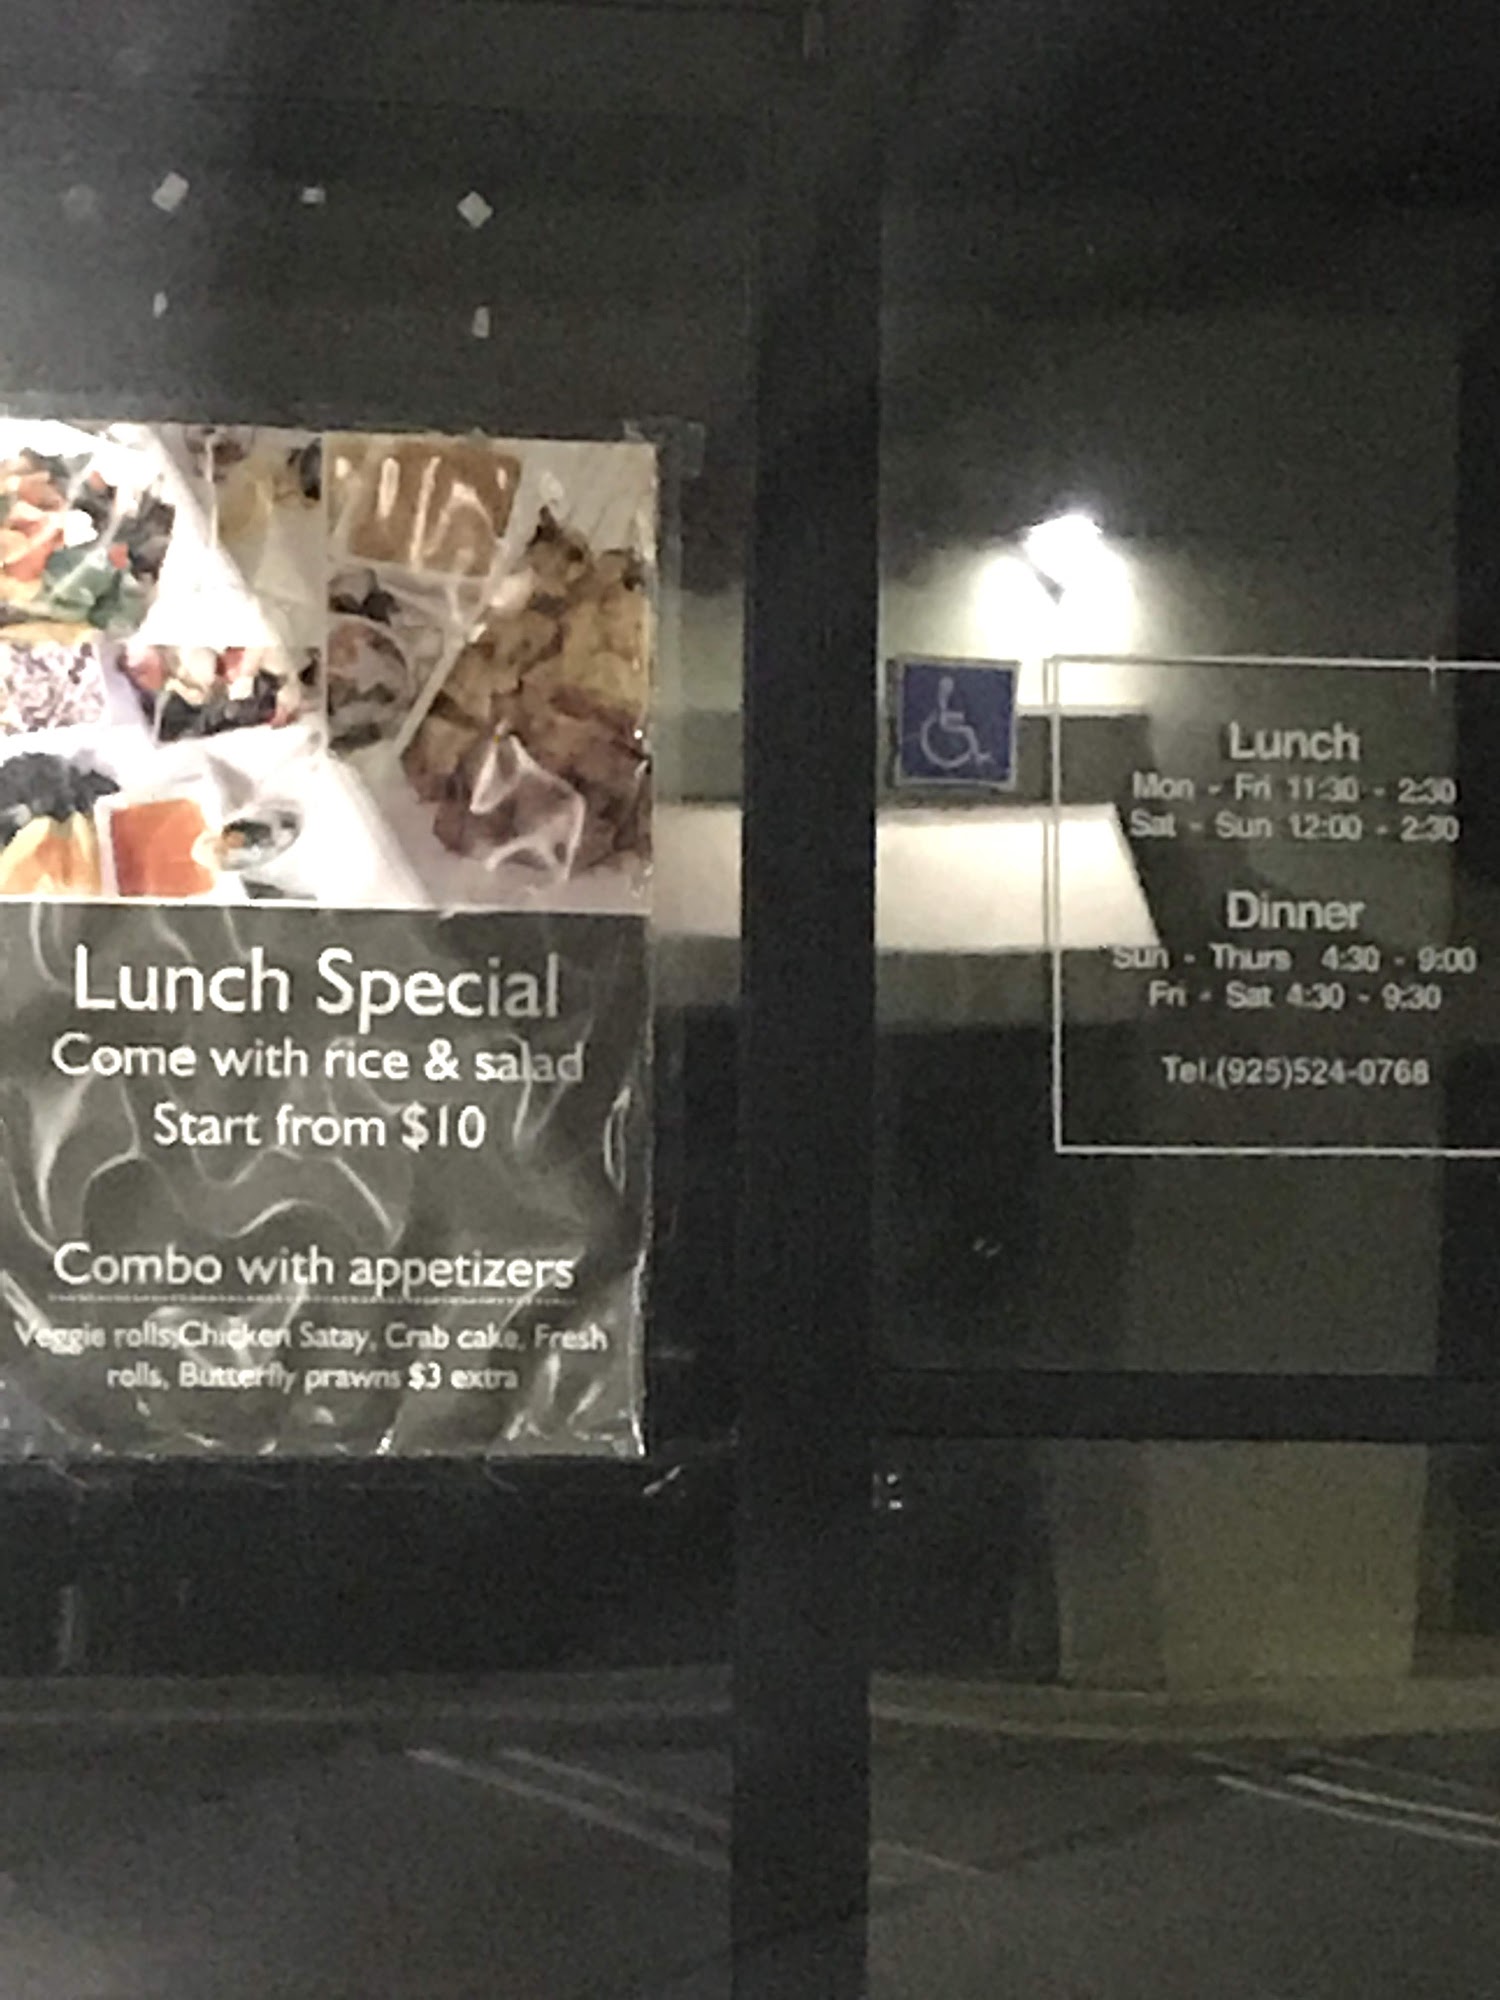 Lunch Special
Come with rice & salad
Start from $10
Combo with appetizers
Veggie rolls,Chicken Satay, Crab cake, Fresh
rolls, Butterfly prawns $3 extra
Lunch
Mon - Fri 11:30 - 2:30
Sat - Sun 12:00 - 2:30
Dinner
Sun - Thurs 4:30 - 9:00
Fri - Sat 4:30 - 9:30
Tel.(925)524-0768